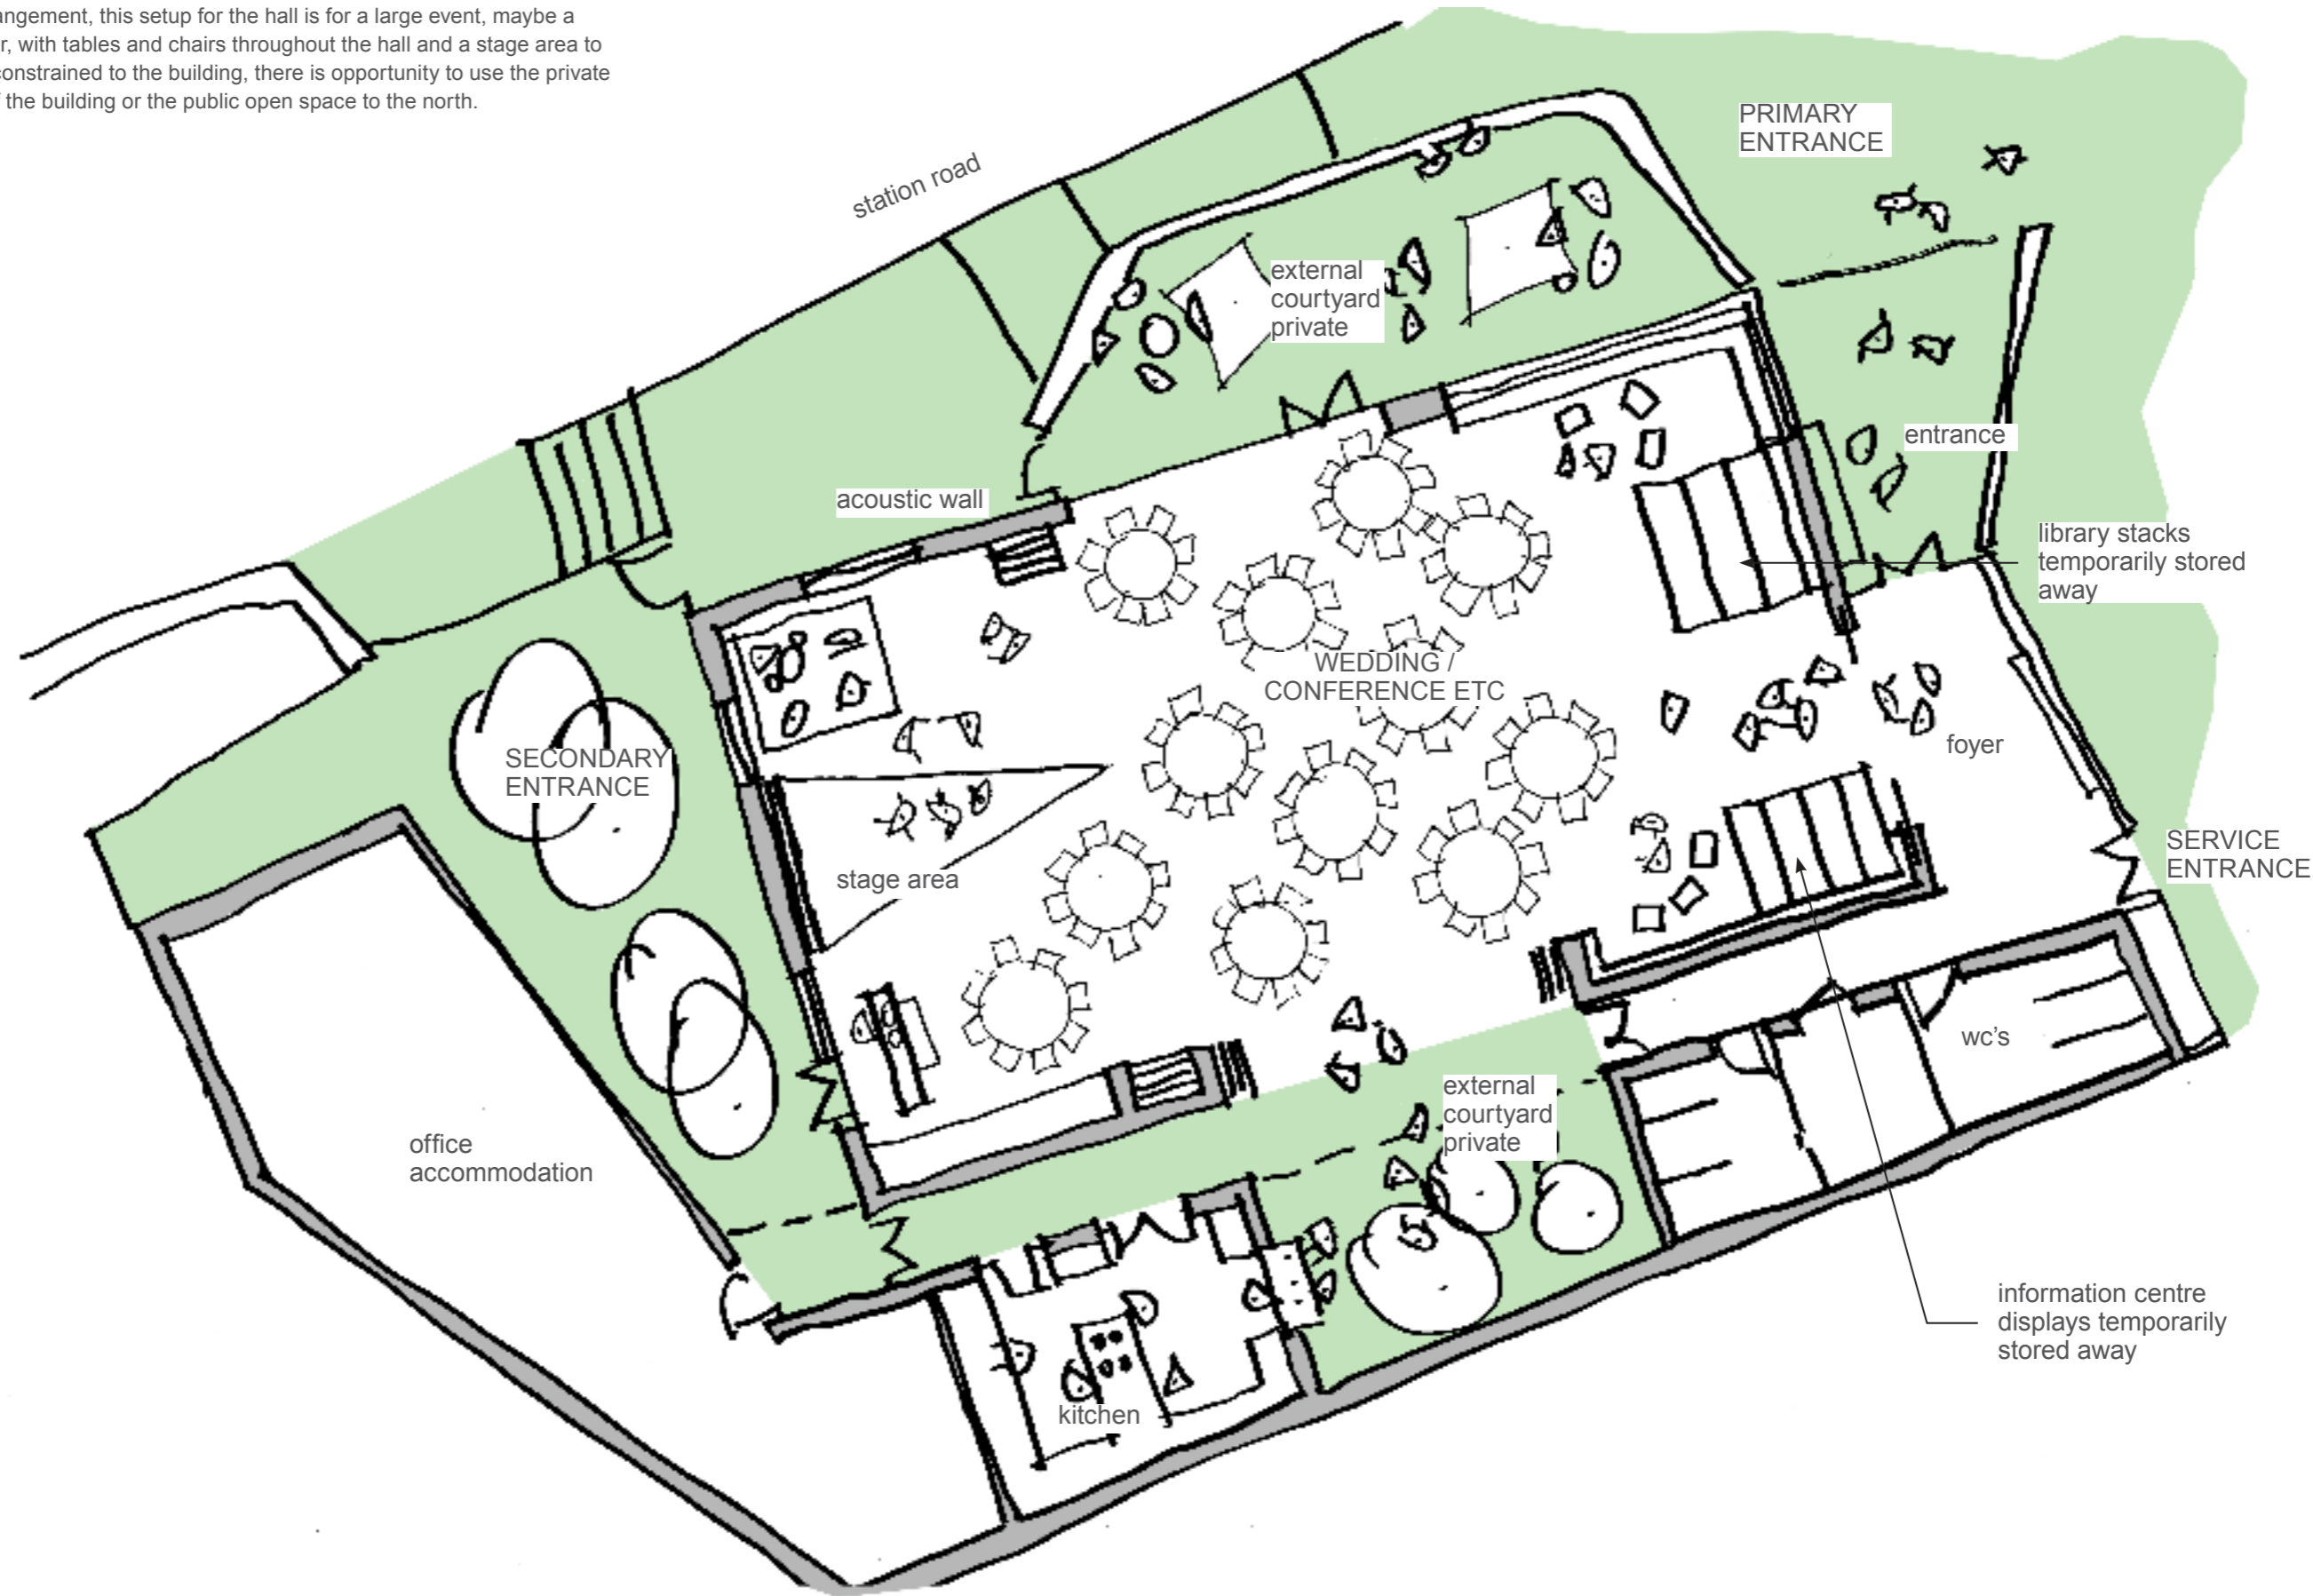 angement, this setup for the hall is for a large event, maybe a
r, with tables and chairs throughout the hall and a stage area to
constrained to the building, there is opportunity to use the private
the building or the public open space to the north.
PRIMARY
ENTRANCE
station road
external
courtyard
private
entrance
acoustic wall
library stacks
temporarily stored
away
WEDDING /
CONFERENCE ETC
SECONDARY
ENTRANCE
foyer
SERVICE
ENTRANCE
stage area
wc's
external
courtyard
private
office
accommodation
information centre
displays temporarily
stored away
kitchen